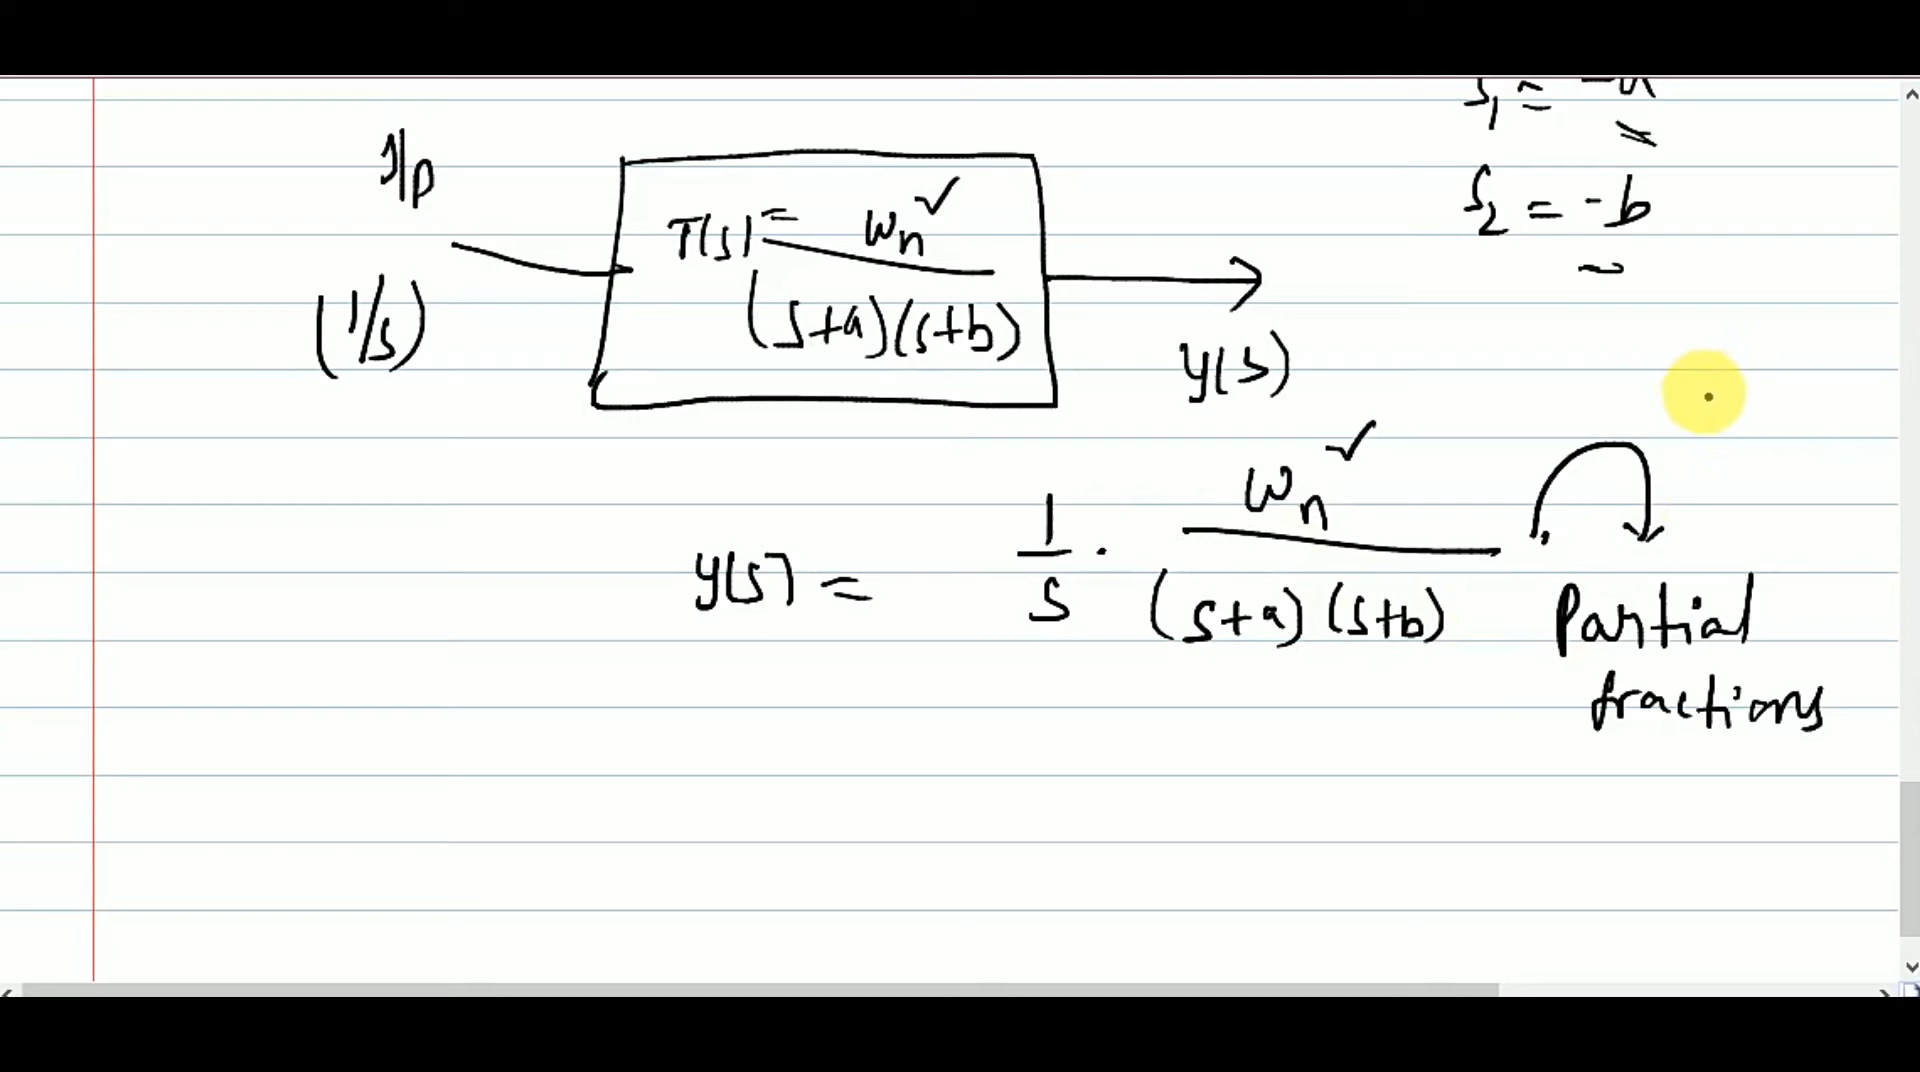 S₁ = -a
I/p
S₂ = -b
T(s) = ωn²
(s+a)(s+b)
(1/s)
y(s)
y(s) = 1/s · ωn² / (s+a)(s+b)
Partial
fractions